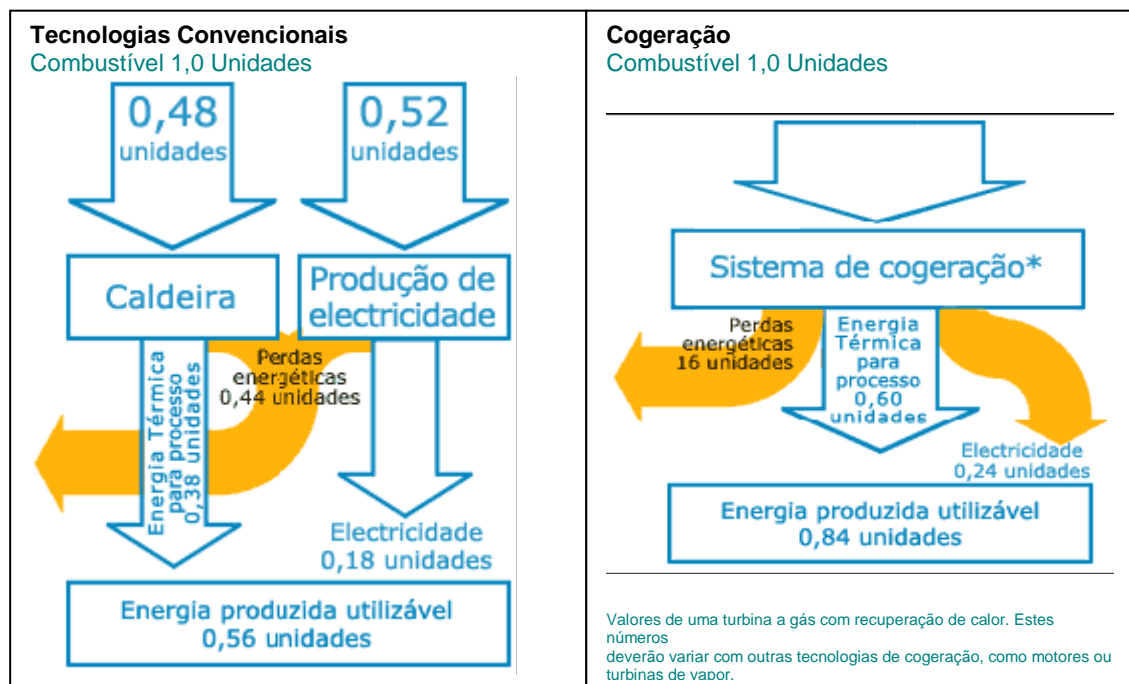 Tecnologias Convencionais
Combustível 1,0 Unidades
0,48
unidades
0,52
unidades
Caldeira
Produção de
electricidade
Perdas
energéticas
0,44 unidades
Energia Térmica
para processo
0,38 unidades
Electricidade
0,18 unidades
Energia produzida utilizável
0,56 unidades
Cogeração
Combustível 1,0 Unidades
Sistema de cogeração*
Perdas
energéticas
16 unidades
Energia
Térmica
para
processo
0,60
unidades
Electricidade
0,24 unidades
Energia produzida utilizável
0,84 unidades
Valores de uma turbina a gás com recuperação de calor. Estes
números
deverão variar com outras tecnologias de cogeração, como motores ou
turbinas de vapor.